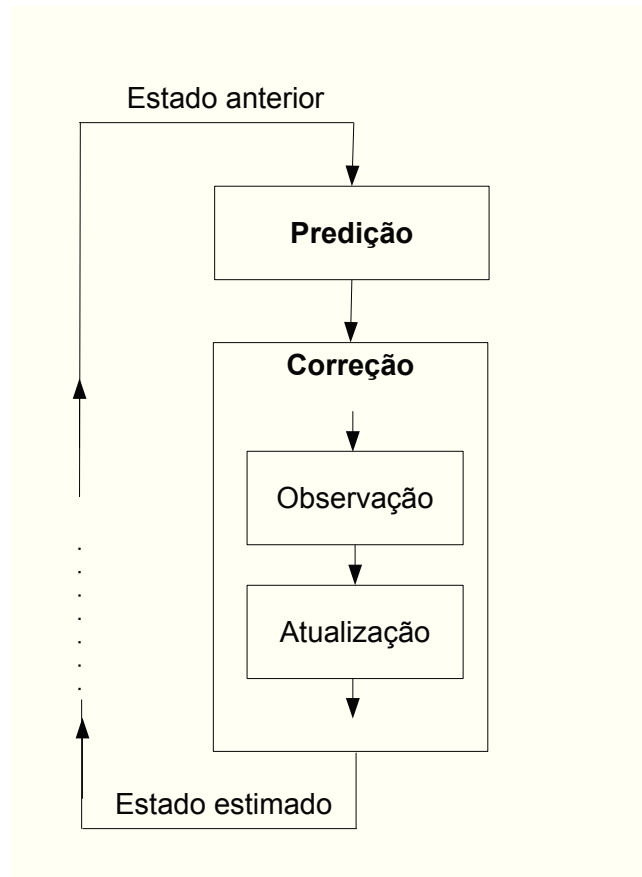 Estado anterior
Predição
Correção
Observação
Atualização
Estado estimado